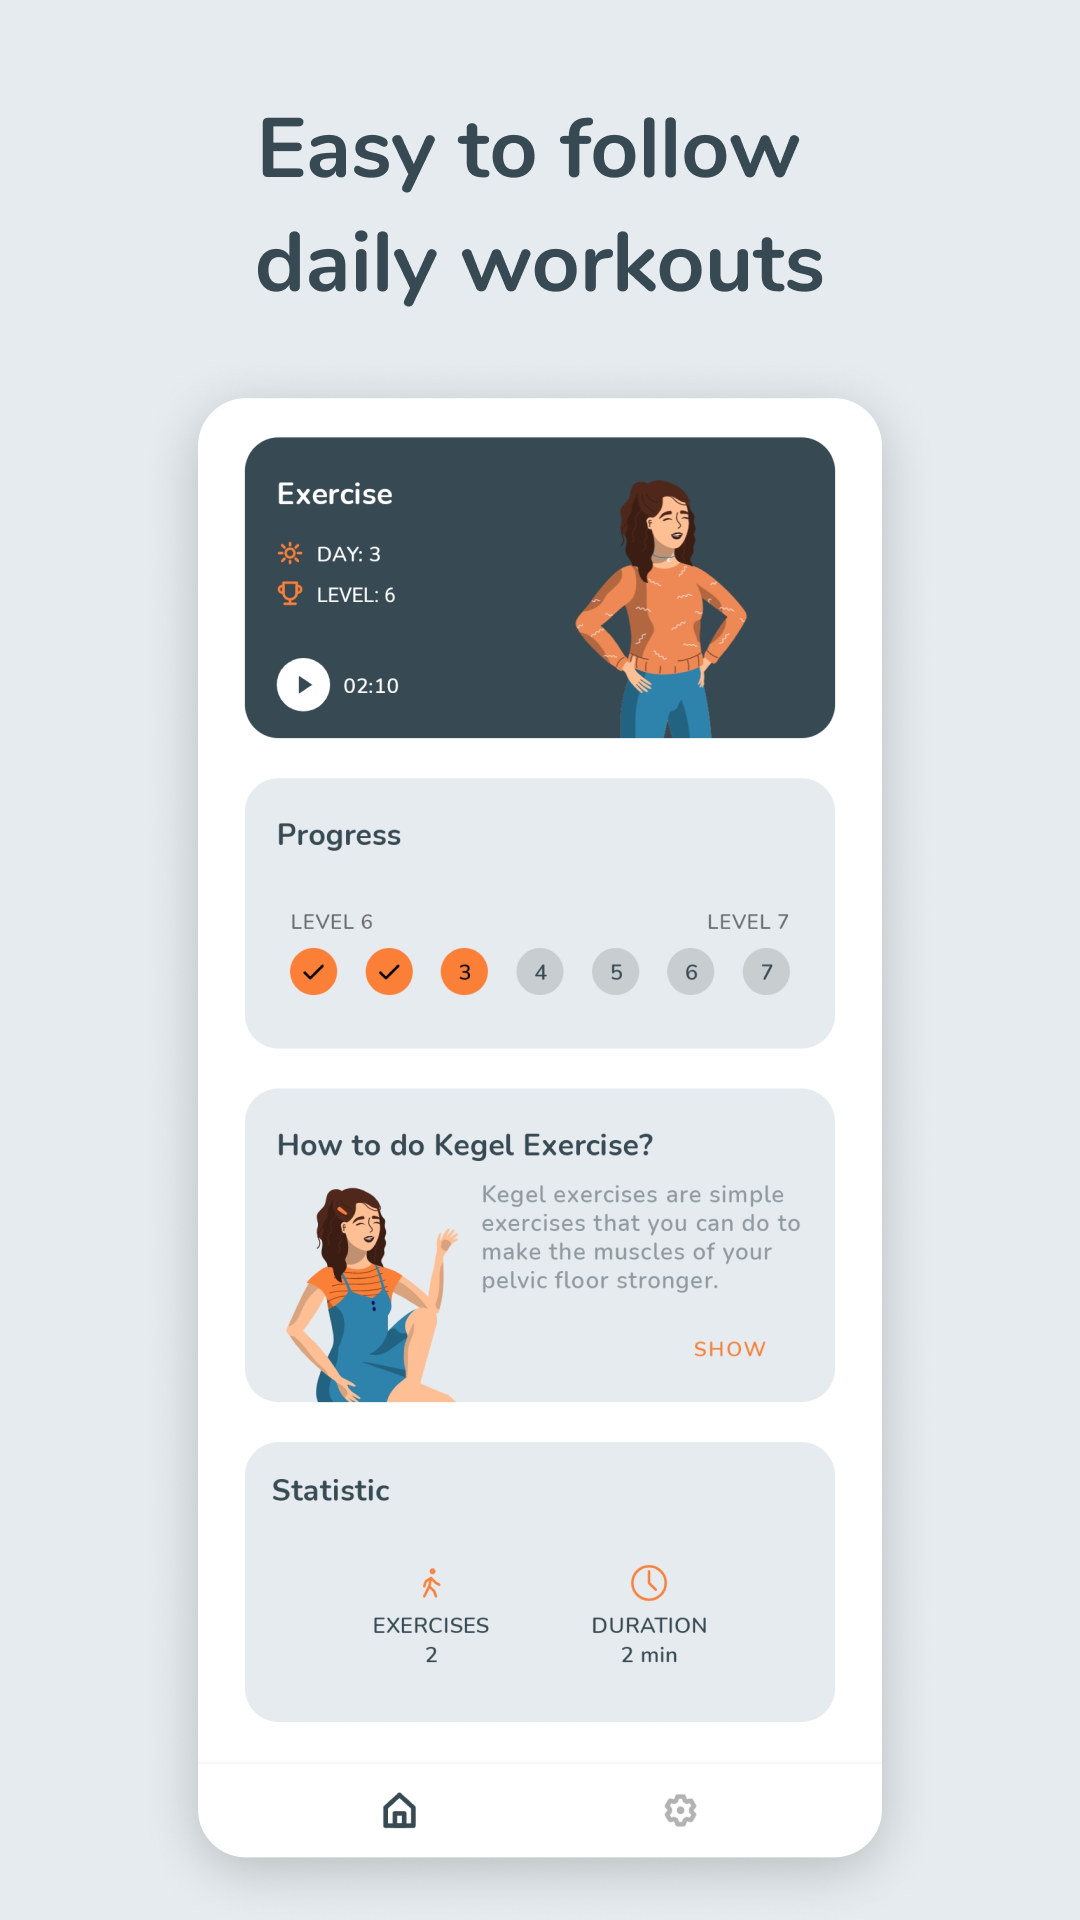 Easy to follow
daily workouts
Exercise
DAY: 3
LEVEL: 6
02:10
Progress
LEVEL 6 LEVEL 7
3 4 5 6 7
How to do Kegel Exercise?
Kegel exercises are simple
exercises that you can do to
make the muscles of your
pelvic floor stronger.
SHOW
Statistic
EXERCISES DURATION
2 2 min